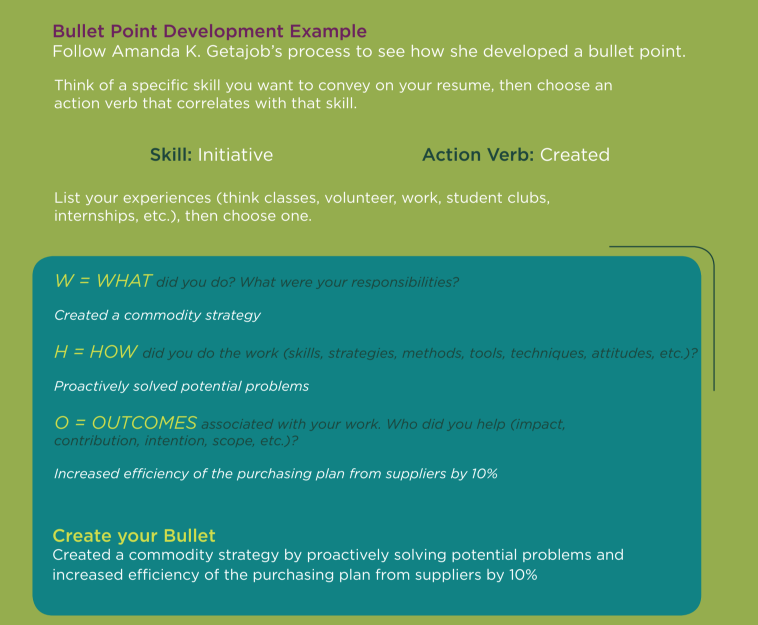 Bullet Point Development Example
Follow Amanda K. Getajob's process to see how she developed a bullet point.
Think of a specific skill you want to convey on your resume, then choose an
action verb that correlates with that skill.
Skill: Initiative Action Verb: Created
List your experiences (think classes, volunteer, work, student clubs,
internships, etc.), then choose one.
W = WHAT did you do? What were your responsibilities?
Created a commodity strategy
H = HOW did you do the work (skills, strategies, methods, tools, techniques, attitudes, etc.)?
Proactively solved potential problems
O = OUTCOMES associated with your work. Who did you help (impact,
contribution, intention, scope, etc.)?
Increased efficiency of the purchasing plan from suppliers by 10%
Create your Bullet
Created a commodity strategy by proactively solving potential problems and
increased efficiency of the purchasing plan from suppliers by 10%